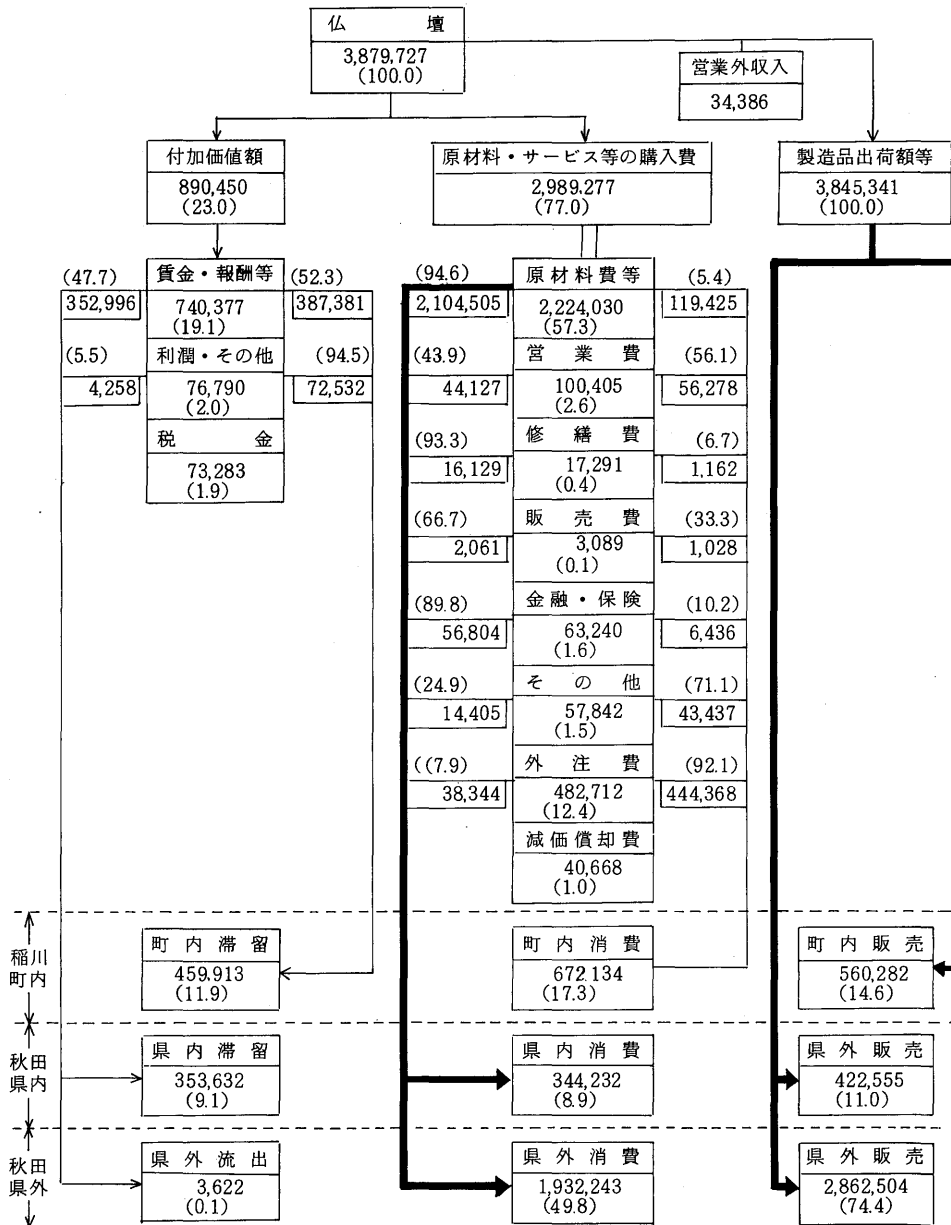 仏壇
3,879,727
(100.0)
営業外収入
34,386
付加価値額
890,450
(23.0)
原材料・サービス等の購入費
2,989.277
(77.0)
製造品出荷額等
3,845,341
(100.0)
(47.7) 賃金・報酬等 (52.3)
352,996 740,377 387,381
(19.1)
(5.5) 利潤・その他 (94.5)
4,258 76,790 72,532
(2.0)
税金
73,283
(1.9)
(94.6) 原材料費等 (5.4)
2,104,505 2,224,030 119,425
(57.3)
(43.9) 営業費 (56.1)
44,127 100,405 56,278
(2.6)
(93.3) 修繕費 (6.7)
16,129 17,291 1,162
(0.4)
(66.7) 販売費 (33.3)
2,061 3,089 1,028
(0.1)
(89.8) 金融・保険 (10.2)
56,804 63,240 6,436
(1.6)
(24.9) その他 (71.1)
14,405 57,842 43,437
(1.5)
((7.9) 外注費 (92.1)
38,344 482,712 444,368
(12.4)
減価償却費
40,668
(1.0)
稲川
町内
町内滞留
459.913
(11.9)
町内消費
672.134
(17.3)
町内販売
560,282
(14.6)
秋田
県内
県内滞留
353,632
(9.1)
県内消費
344,232
(8.9)
県外販売
422,555
(11.0)
秋田
県外
県外流出
3,622
(0.1)
県外消費
1,932,243
(49.8)
県外販売
2,862,504
(74.4)